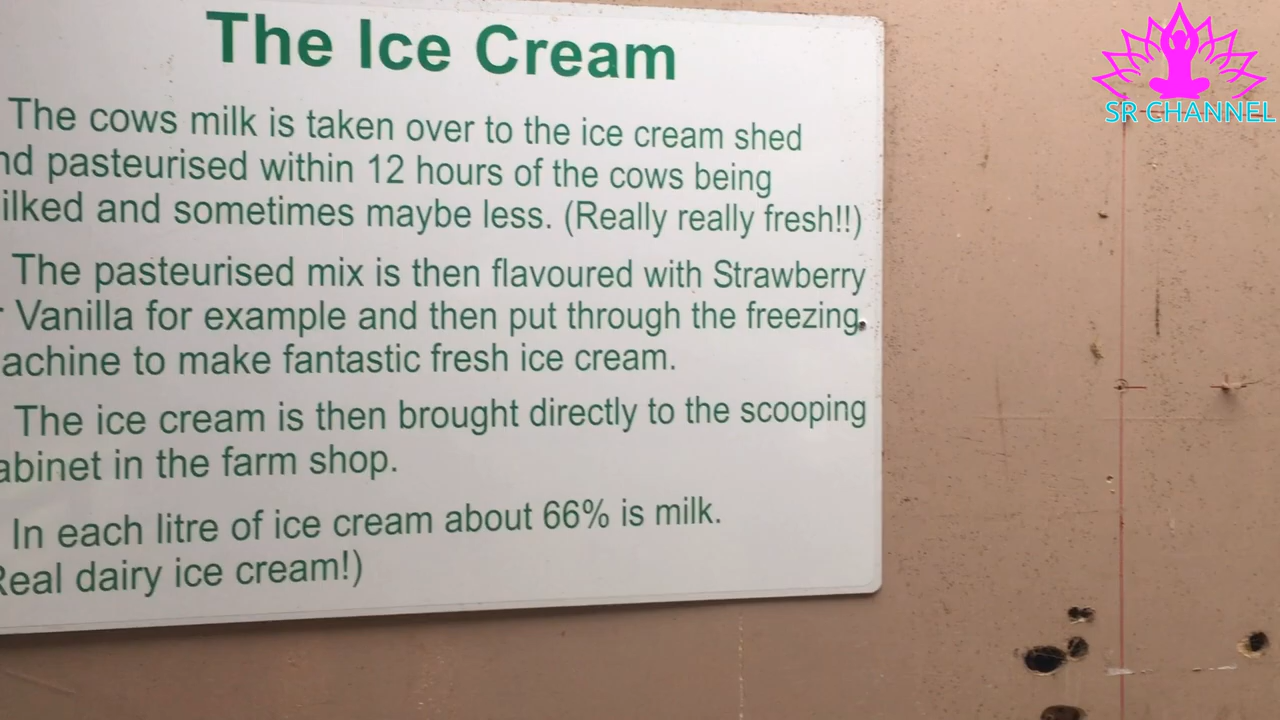 The Ice Cream
The cows milk is taken over to the ice cream shed
nd pasteurised within 12 hours of the cows being
ilked and sometimes maybe less. (Really really fresh!!)
The pasteurised mix is then flavoured with Strawberry
r Vanilla for example and then put through the freezing
achine to make fantastic fresh ice cream.
The ice cream is then brought directly to the scooping
abinet in the farm shop.
In each litre of ice cream about 66% is milk.
Real dairy ice cream!)
SR CHANNEL